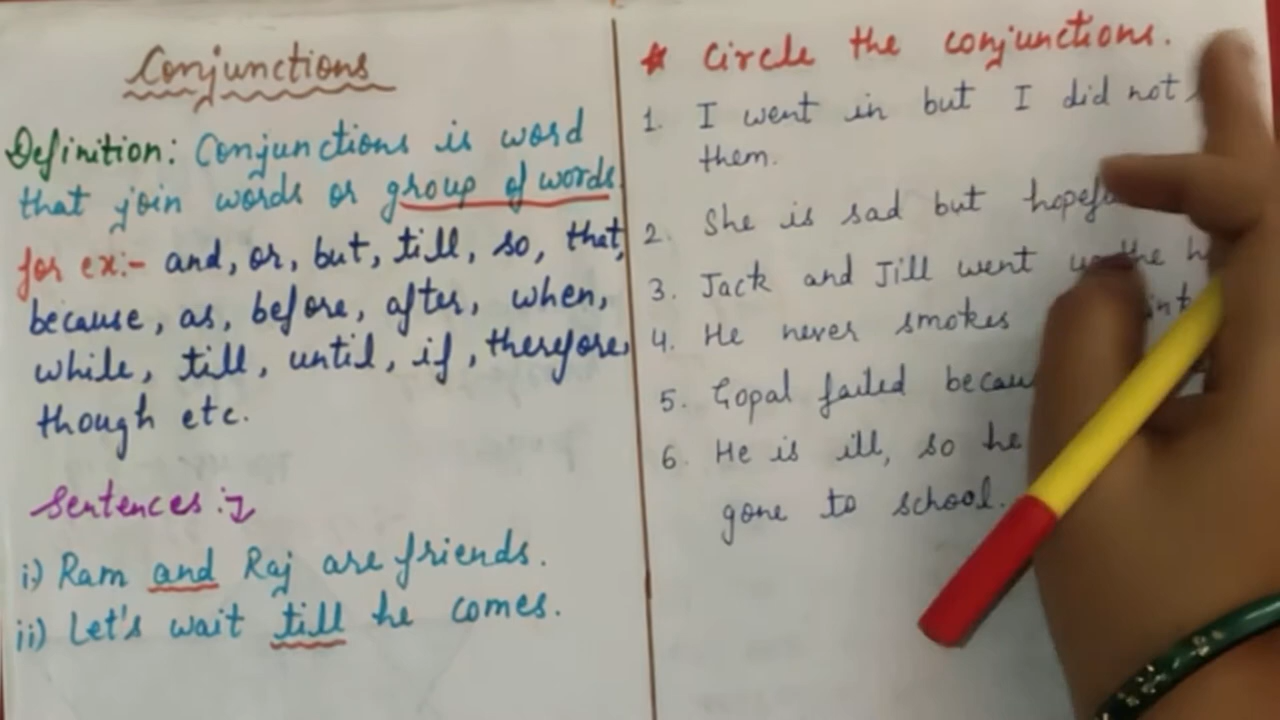 Conjunctions
Definition: Conjunctions is word
that join words or group of words
for ex:- and, or, but, till, so, that,
because, as, before, after, when,
while, till, until, if, therefore,
though etc.
Sentences :-
i) Ram and Raj are friends.
ii) Let's wait till he comes.
* Circle the conjunctions.
1. I went in but I did not
them.
2. She is sad but
3. Jack and Jill went the
4. He never smokes
5. Gopal failed
6. He is ill, so he
gone to school.